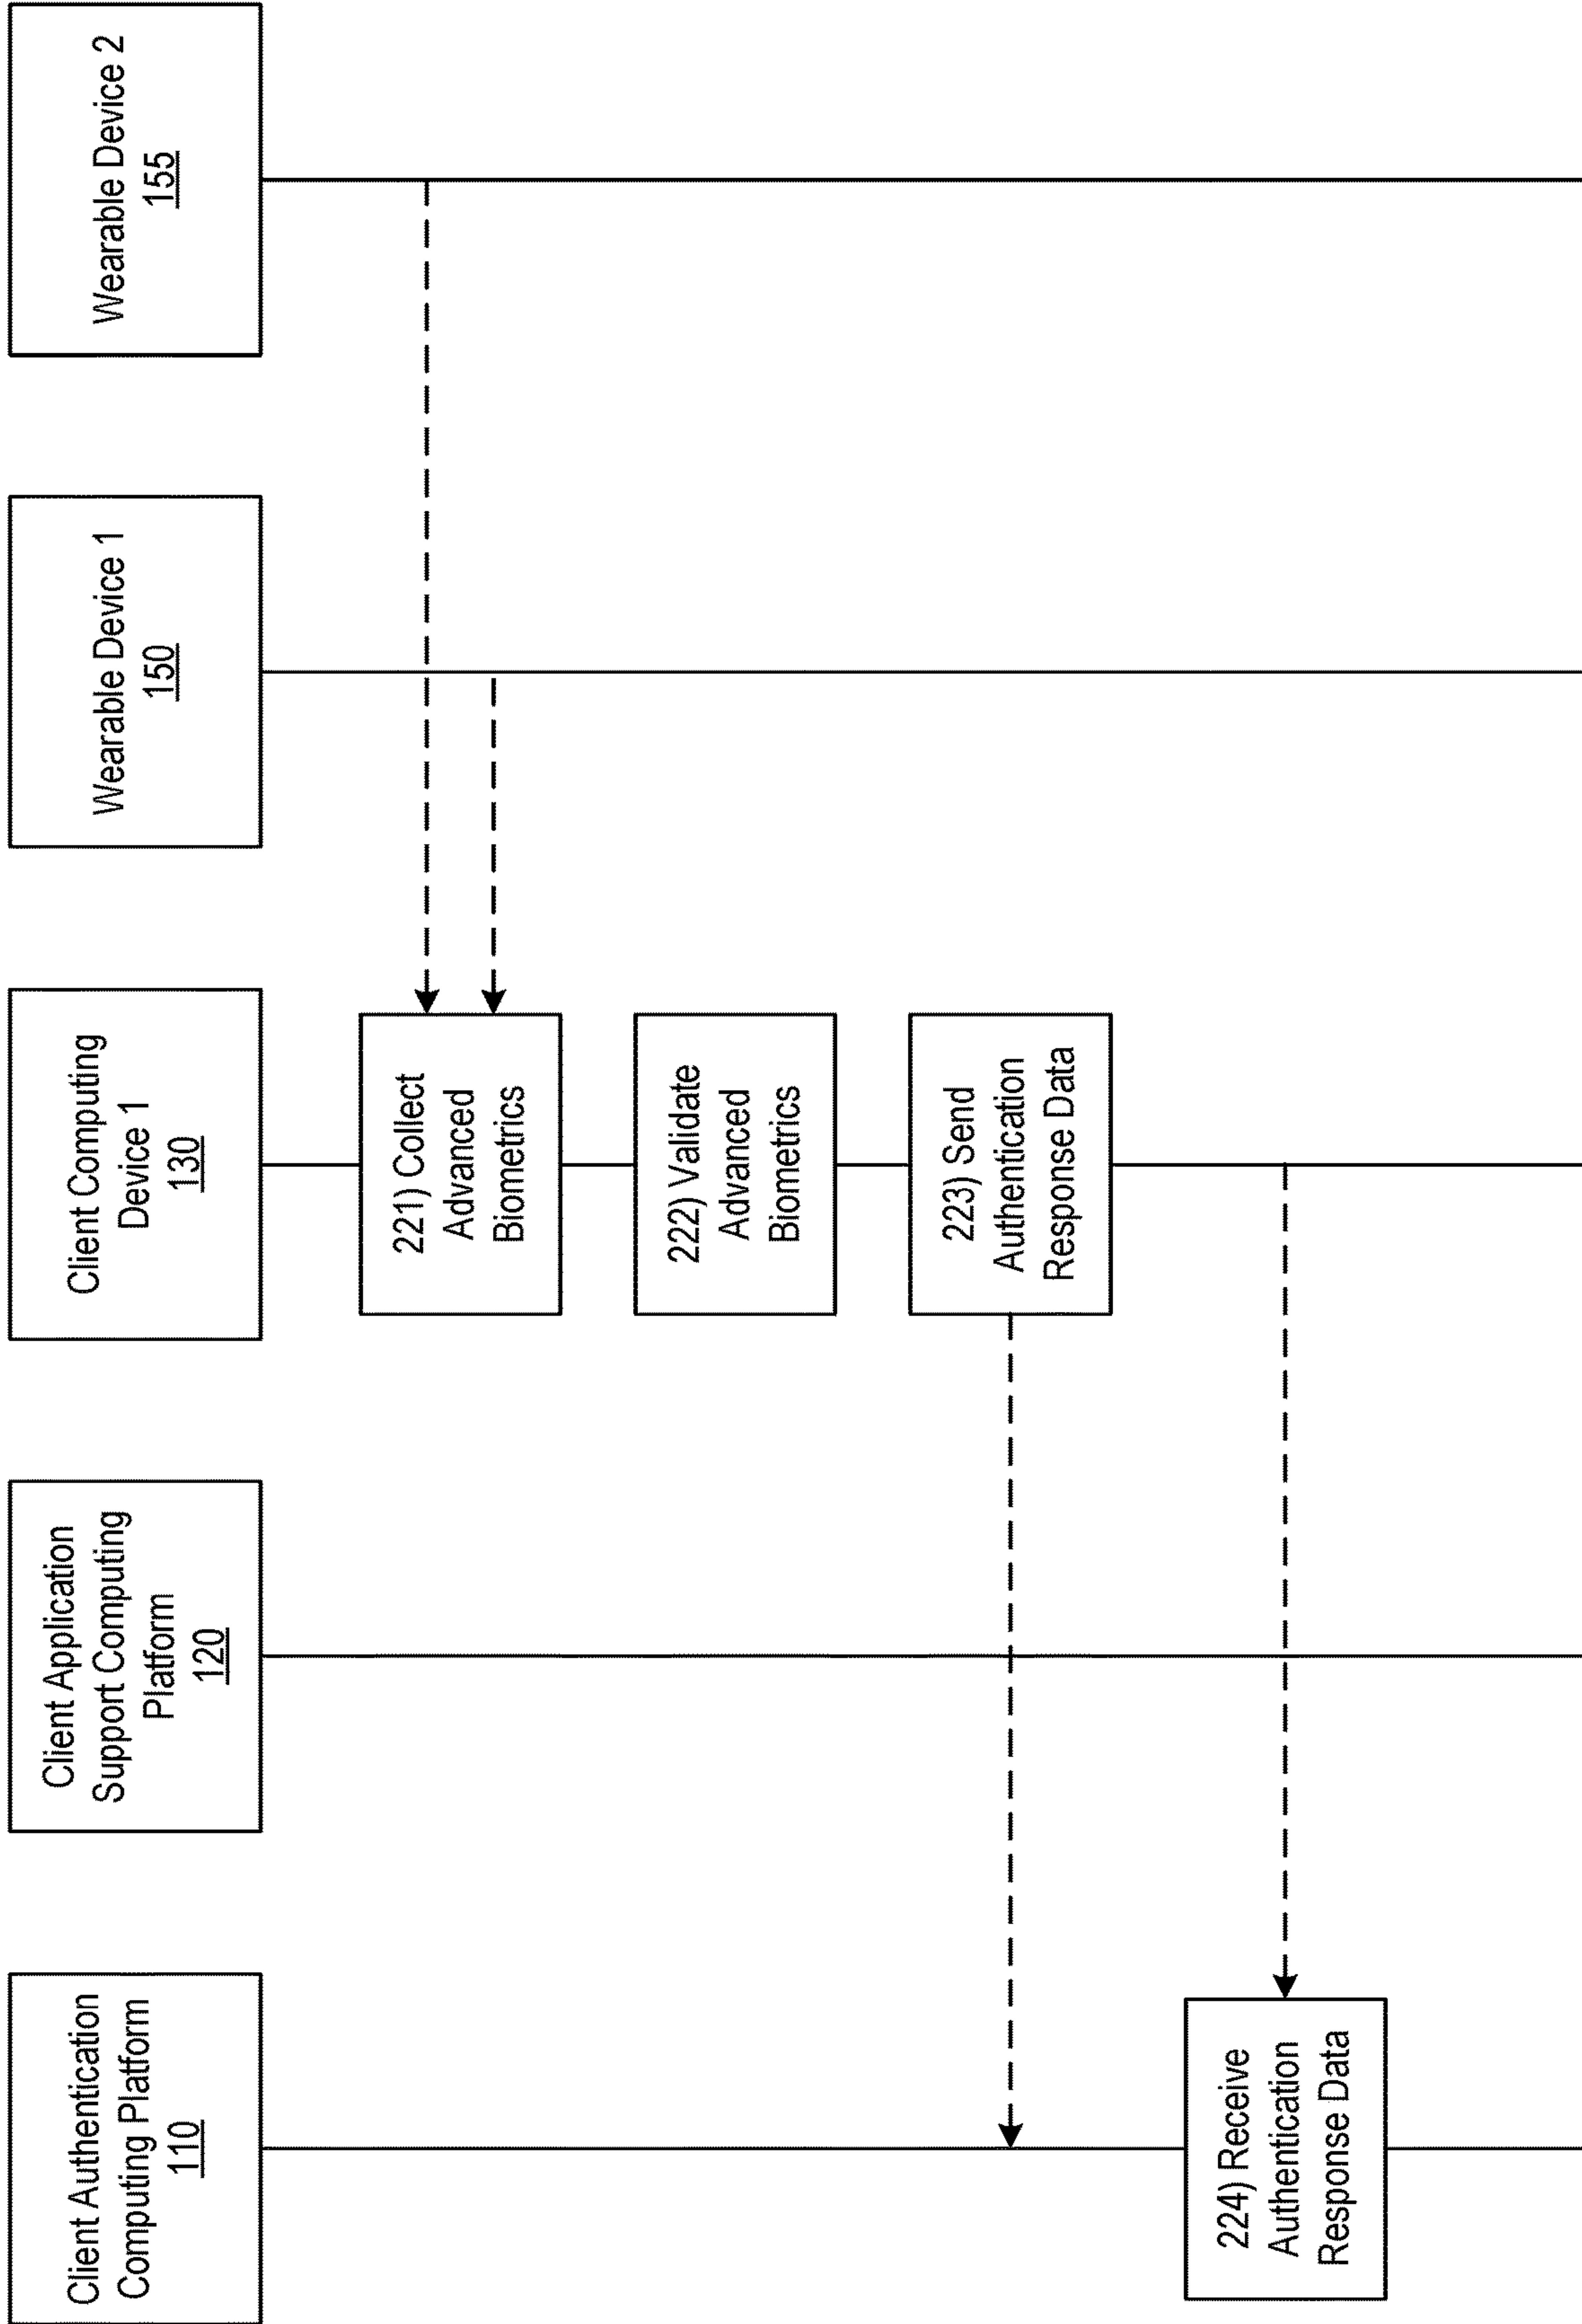 Client Authentication
Computing Platform
110
Client Application
Support Computing
Platform
120
Client Computing
Device 1
130
Wearable Device 1
150
Wearable Device 2
155
221) Collect
Advanced
Biometrics
222) Validate
Advanced
Biometrics
223) Send
Authentication
Response Data
224) Receive
Authentication
Response Data